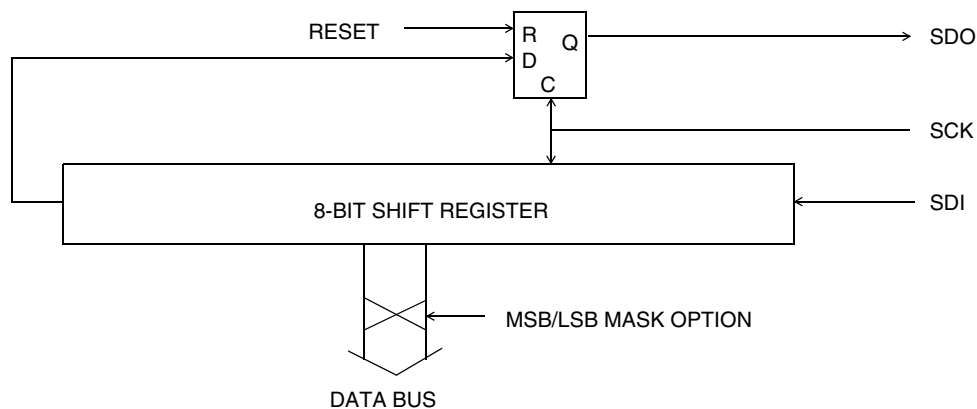 RESET
R
D
Q
C
SDO
SCK
8-BIT SHIFT REGISTER
SDI
MSB/LSB MASK OPTION
DATA BUS